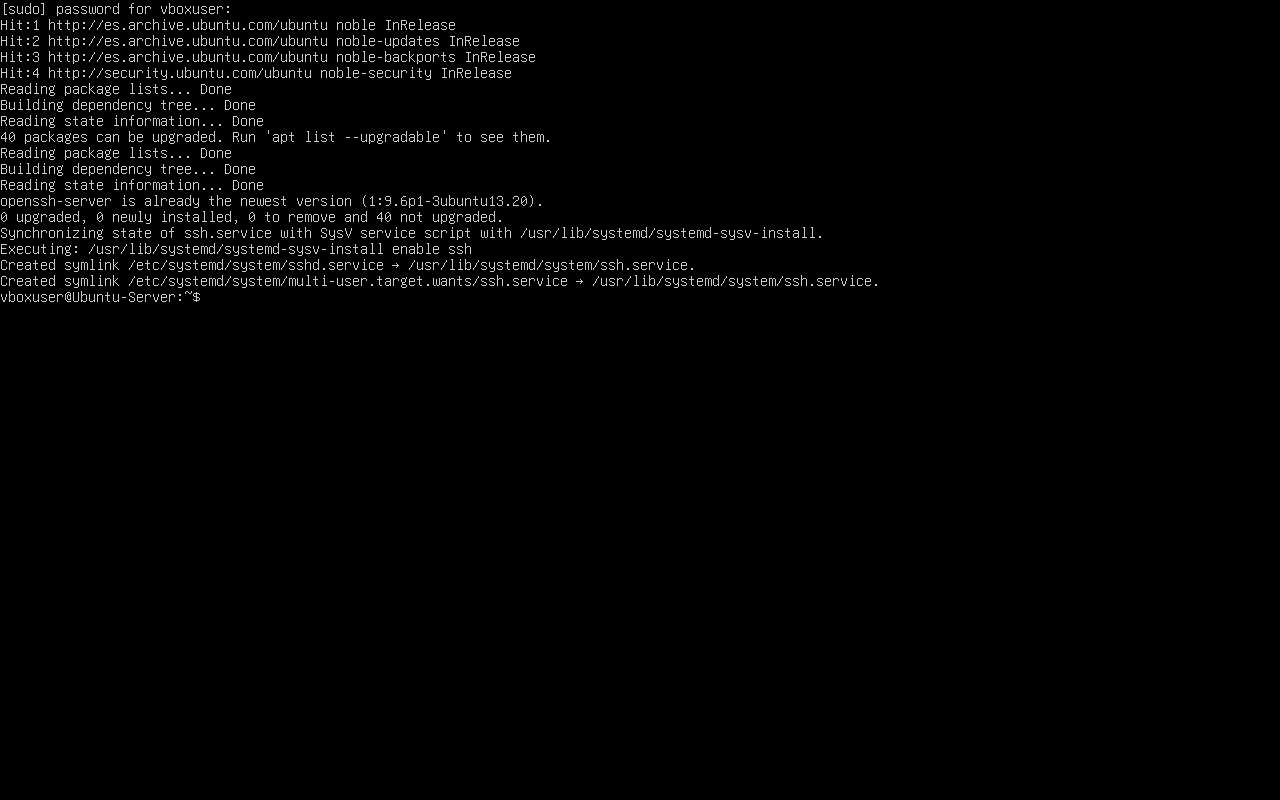 [sudo] password for vboxuser:
Hit:1 http://es.archive.ubuntu.com/ubuntu noble InRelease
Hit:2 http://es.archive.ubuntu.com/ubuntu noble-updates InRelease
Hit:3 http://es.archive.ubuntu.com/ubuntu noble-backports InRelease
Hit:4 http://security.ubuntu.com/ubuntu noble-security InRelease
Reading package lists... Done
Building dependency tree... Done
Reading state information... Done
40 packages can be upgraded. Run 'apt list --upgradable' to see them.
Reading package lists... Done
Building dependency tree... Done
Reading state information... Done
openssh-server is already the newest version (1:9.6p1-3ubuntu13.20).
0 upgraded, 0 newly installed, 0 to remove and 40 not upgraded.
Synchronizing state of ssh.service with SysV service script with /usr/lib/systemd/systemd-sysv-install.
Executing: /usr/lib/systemd/systemd-sysv-install enable ssh
Created symlink /etc/systemd/system/sshd.service → /usr/lib/systemd/system/ssh.service.
Created symlink /etc/systemd/system/multi-user.target.wants/ssh.service → /usr/lib/systemd/system/ssh.service.
vboxuser@Ubuntu-Server:~$